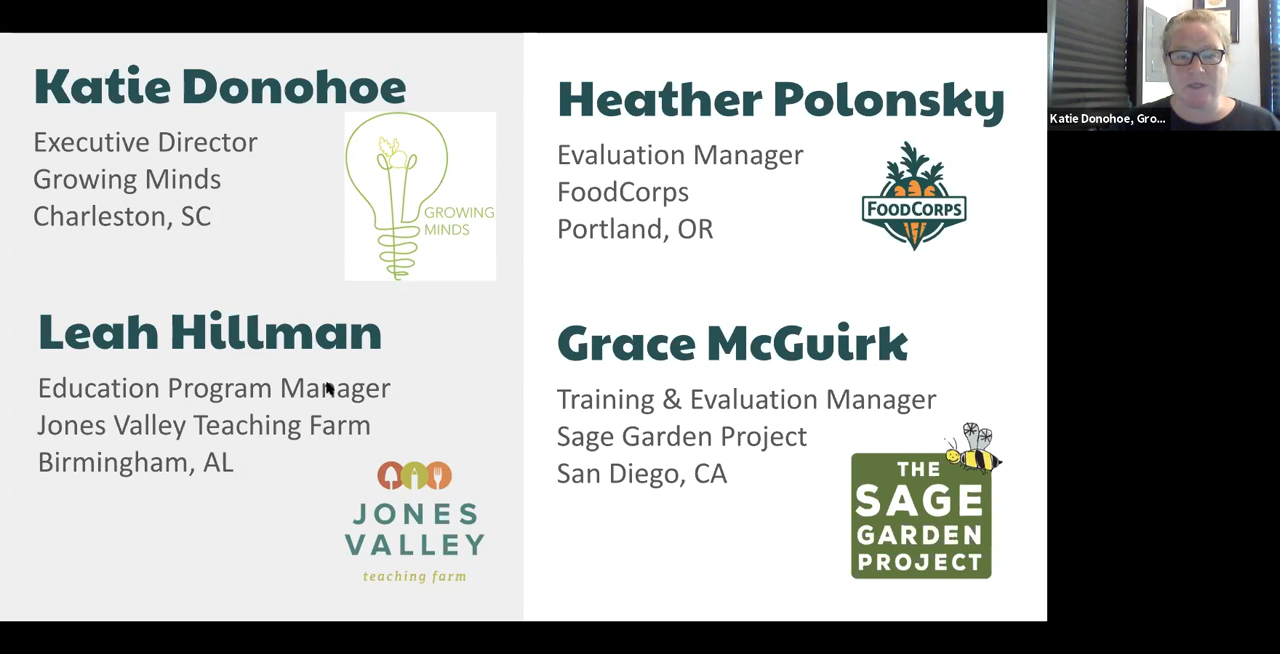 Katie Donohoe
Executive Director
Growing Minds
Charleston, SC
GROWING
MINDS
Leah Hillman
Education Program Manager
Jones Valley Teaching Farm
Birmingham, AL
JONES
VALLEY
teaching farm
Heather Polonsky
Evaluation Manager
FoodCorps
Portland, OR
FOODCORPS
Grace McGuirk
Training & Evaluation Manager
Sage Garden Project
San Diego, CA
THE
SAGE
GARDEN
PROJECT
Katie Donohoe, Gro...